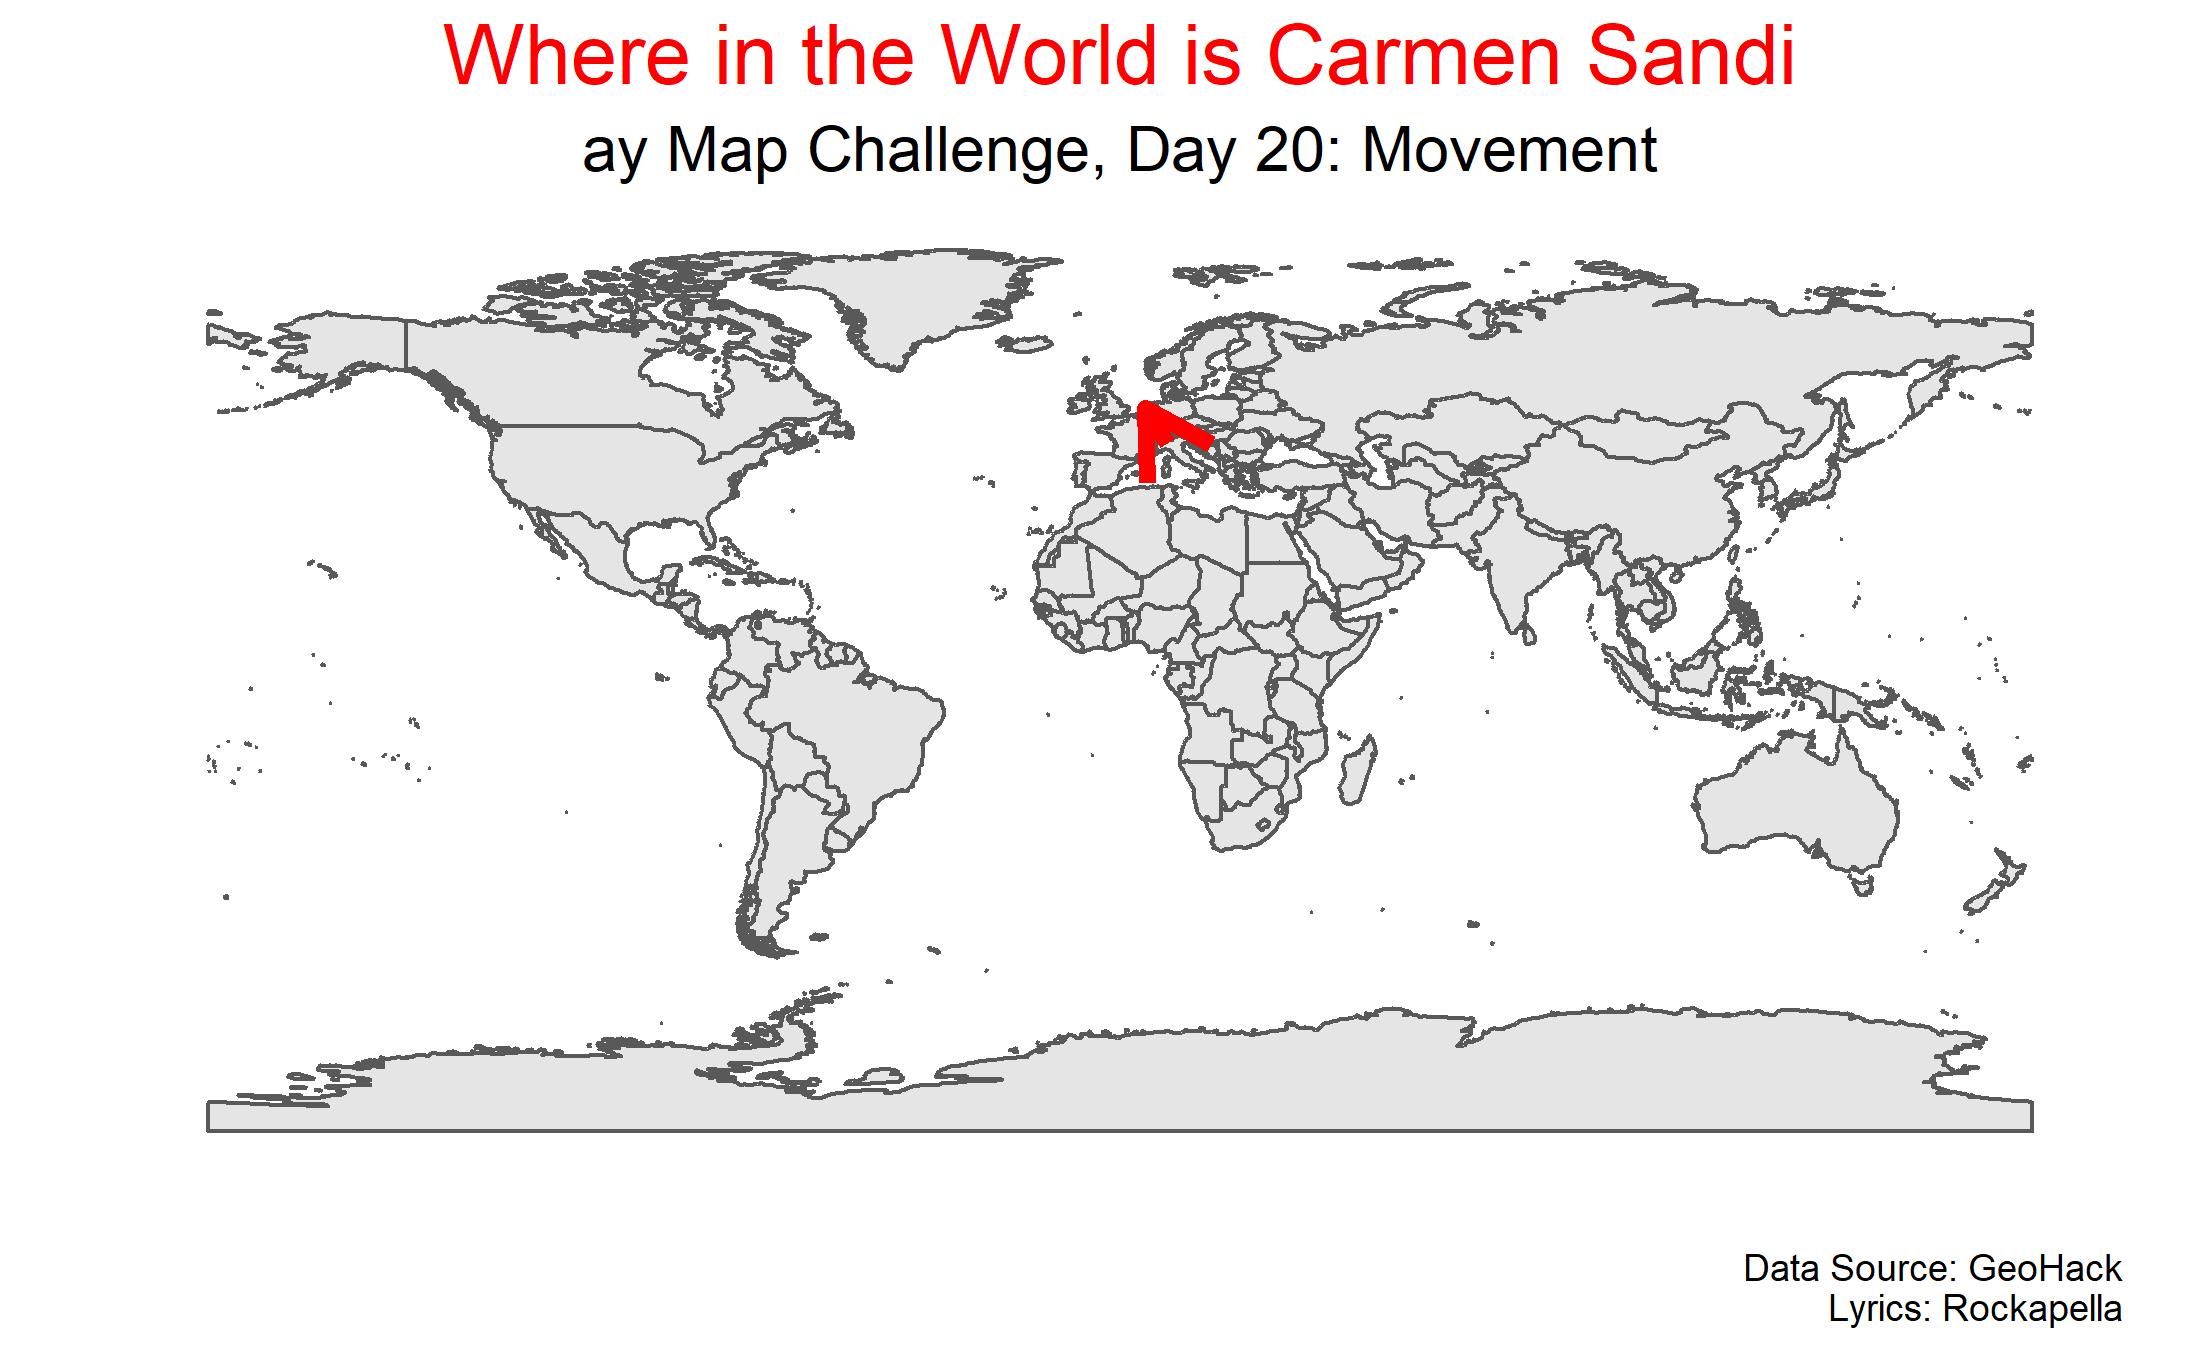 Where in the World is Carmen Sandi
ay Map Challenge, Day 20: Movement
Data Source: GeoHack
Lyrics: Rockapella